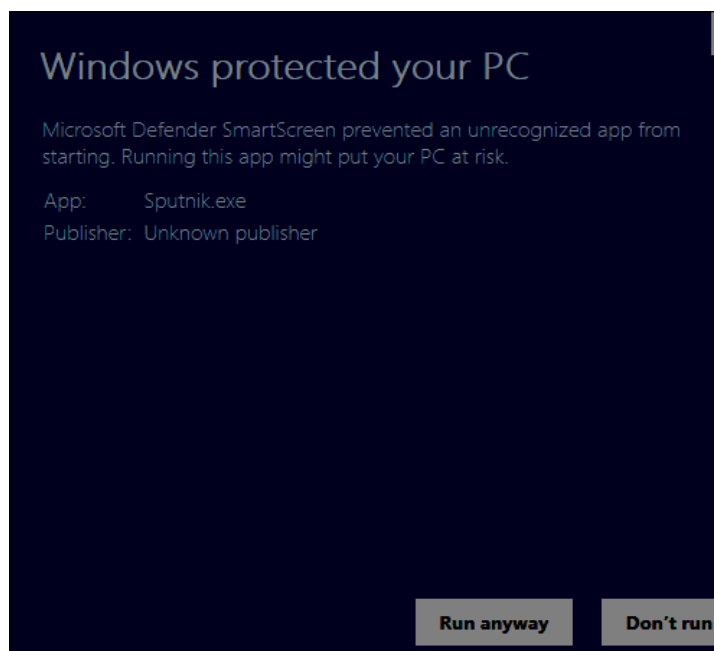 Windows protected your PC
Microsoft Defender SmartScreen prevented an unrecognized app from
starting. Running this app might put your PC at risk.
App: Sputnik.exe
Publisher: Unknown publisher
Run anyway Don't run